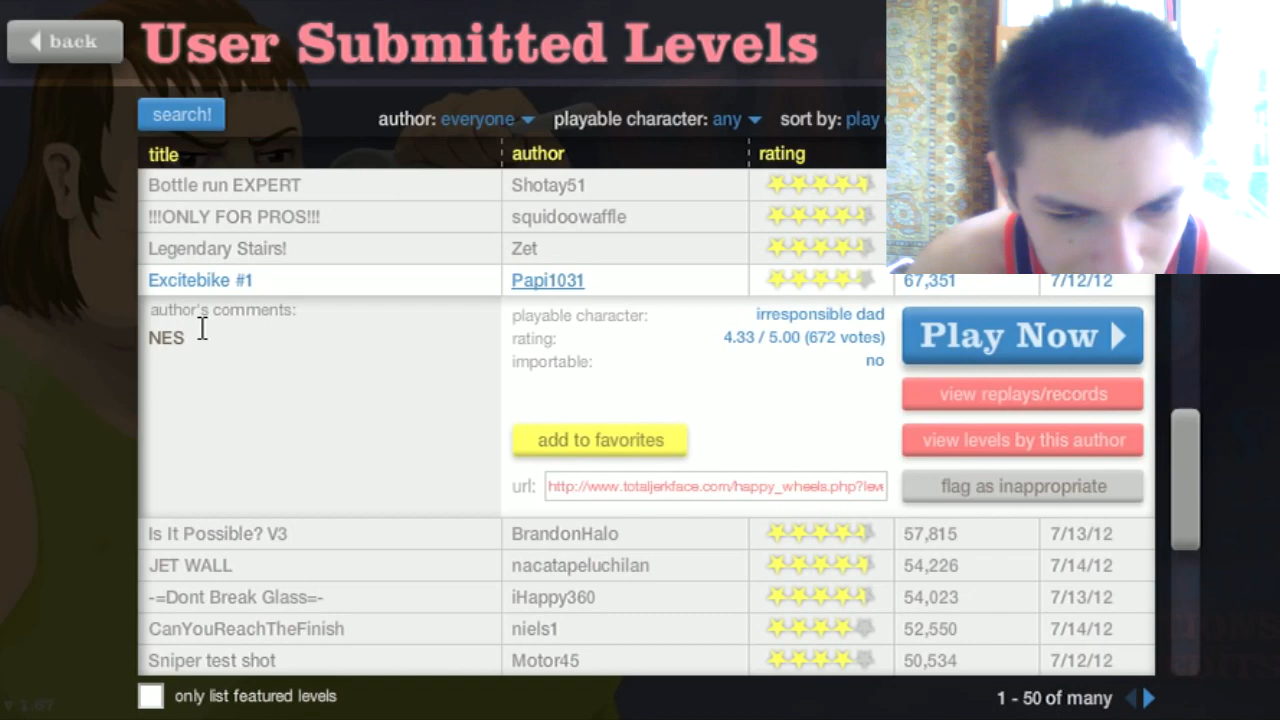 back
User Submitted Levels
search!
author: everyone playable character: any sort by: play
title author rating
Bottle run EXPERT Shotay51
!!!ONLY FOR PROS!!! squidoowaffle
Legendary Stairs! Zet
Excitebike #1 Papi1031 67,351 7/12/12
author's comments:
NES
playable character: irresponsible dad
rating: 4.33 / 5.00 (672 votes)
importable: no
Play Now
view replays/records
add to favorites
view levels by this author
url: http://www.totaljerkface.com/happy_wheels.php?leve
flag as inappropriate
Is It Possible? V3 BrandonHalo 57,815 7/13/12
JET WALL nacatapeluchilan 54,226 7/14/12
-=Dont Break Glass=- iHappy360 54,023 7/13/12
CanYouReachTheFinish niels1 52,550 7/14/12
Sniper test shot Motor45 50,534 7/12/12
only list featured levels
1 - 50 of many